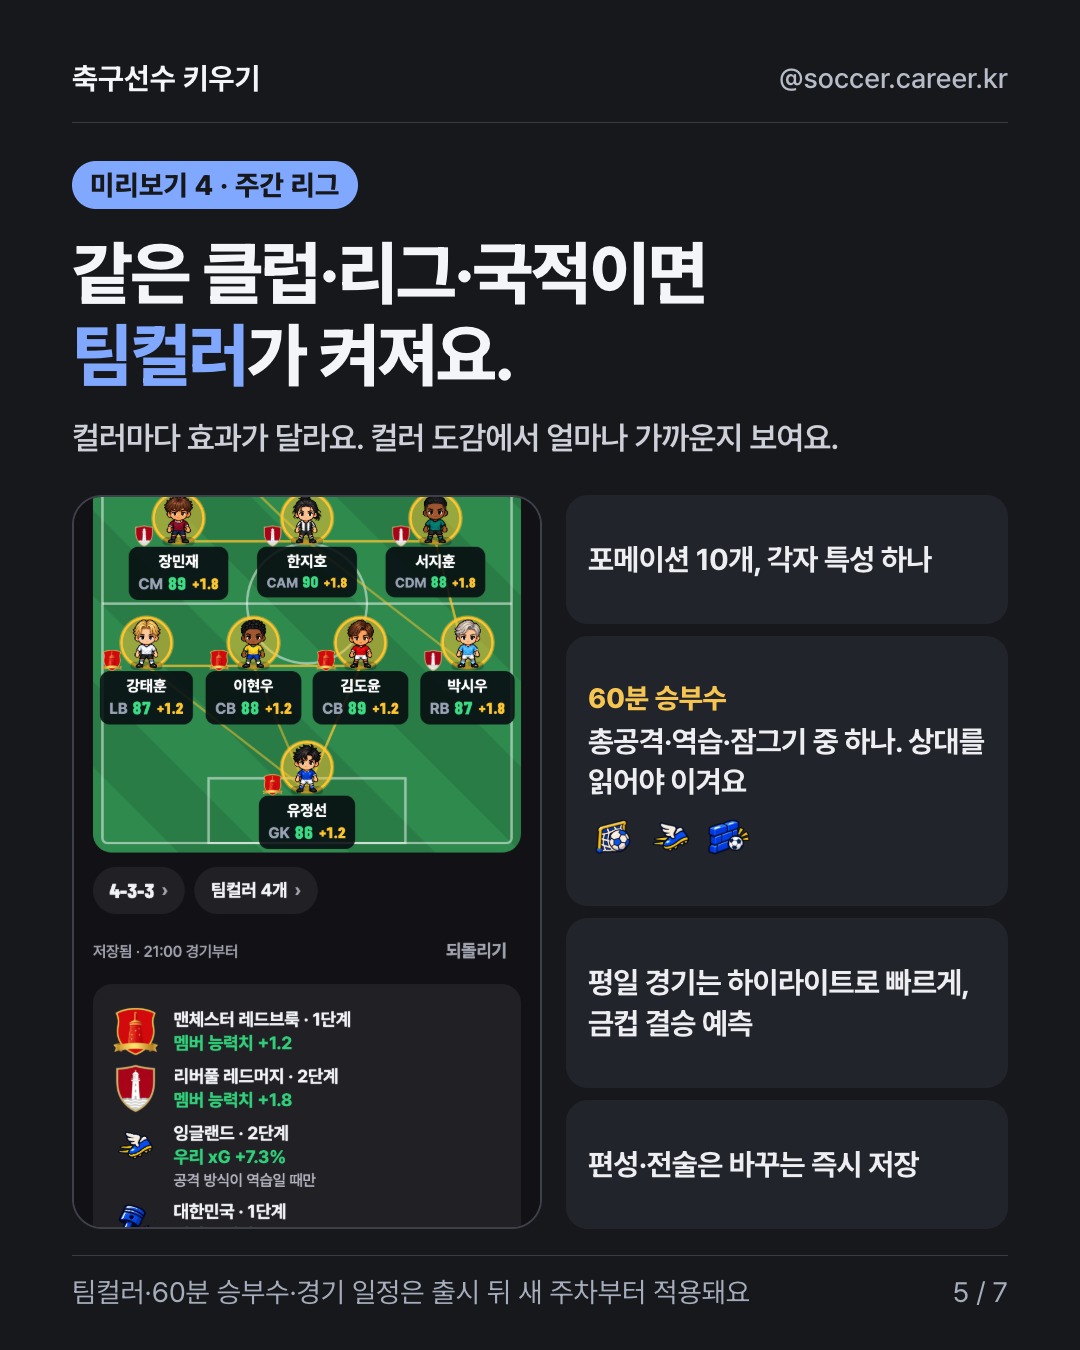 축구선수 키우기
@soccer.career.kr
미리보기 4 · 주간 리그
같은 클럽·리그·국적이면
팀컬러가 켜져요.
컬러마다 효과가 달라요. 컬러 도감에서 얼마나 가까운지 보여요.
장민재
CM 89 +1.8
한지호
CAM 90 +1.8
서지훈
CDM 88 +1.8
강태훈
LB 87 +1.2
이현우
CB 88 +1.2
김도윤
CB 89 +1.2
박시우
RB 87 +1.8
유정선
GK 86 +1.2
4-3-3 ›
팀컬러 4개 ›
저장됨 · 21:00 경기부터
되돌리기
맨체스터 레드브룩 · 1단계
멤버 능력치 +1.2
리버풀 레드머지 · 2단계
멤버 능력치 +1.8
잉글랜드 · 2단계
우리 xG +7.3%
공격 방식이 역습일 때만
대한민국 · 1단계
포메이션 10개, 각자 특성 하나
60분 승부수
총공격·역습·잠그기 중 하나. 상대를
읽어야 이겨요
평일 경기는 하이라이트로 빠르게,
금컵 결승 예측
편성·전술은 바꾸는 즉시 저장
팀컬러·60분 승부수·경기 일정은 출시 뒤 새 주차부터 적용돼요
5 / 7